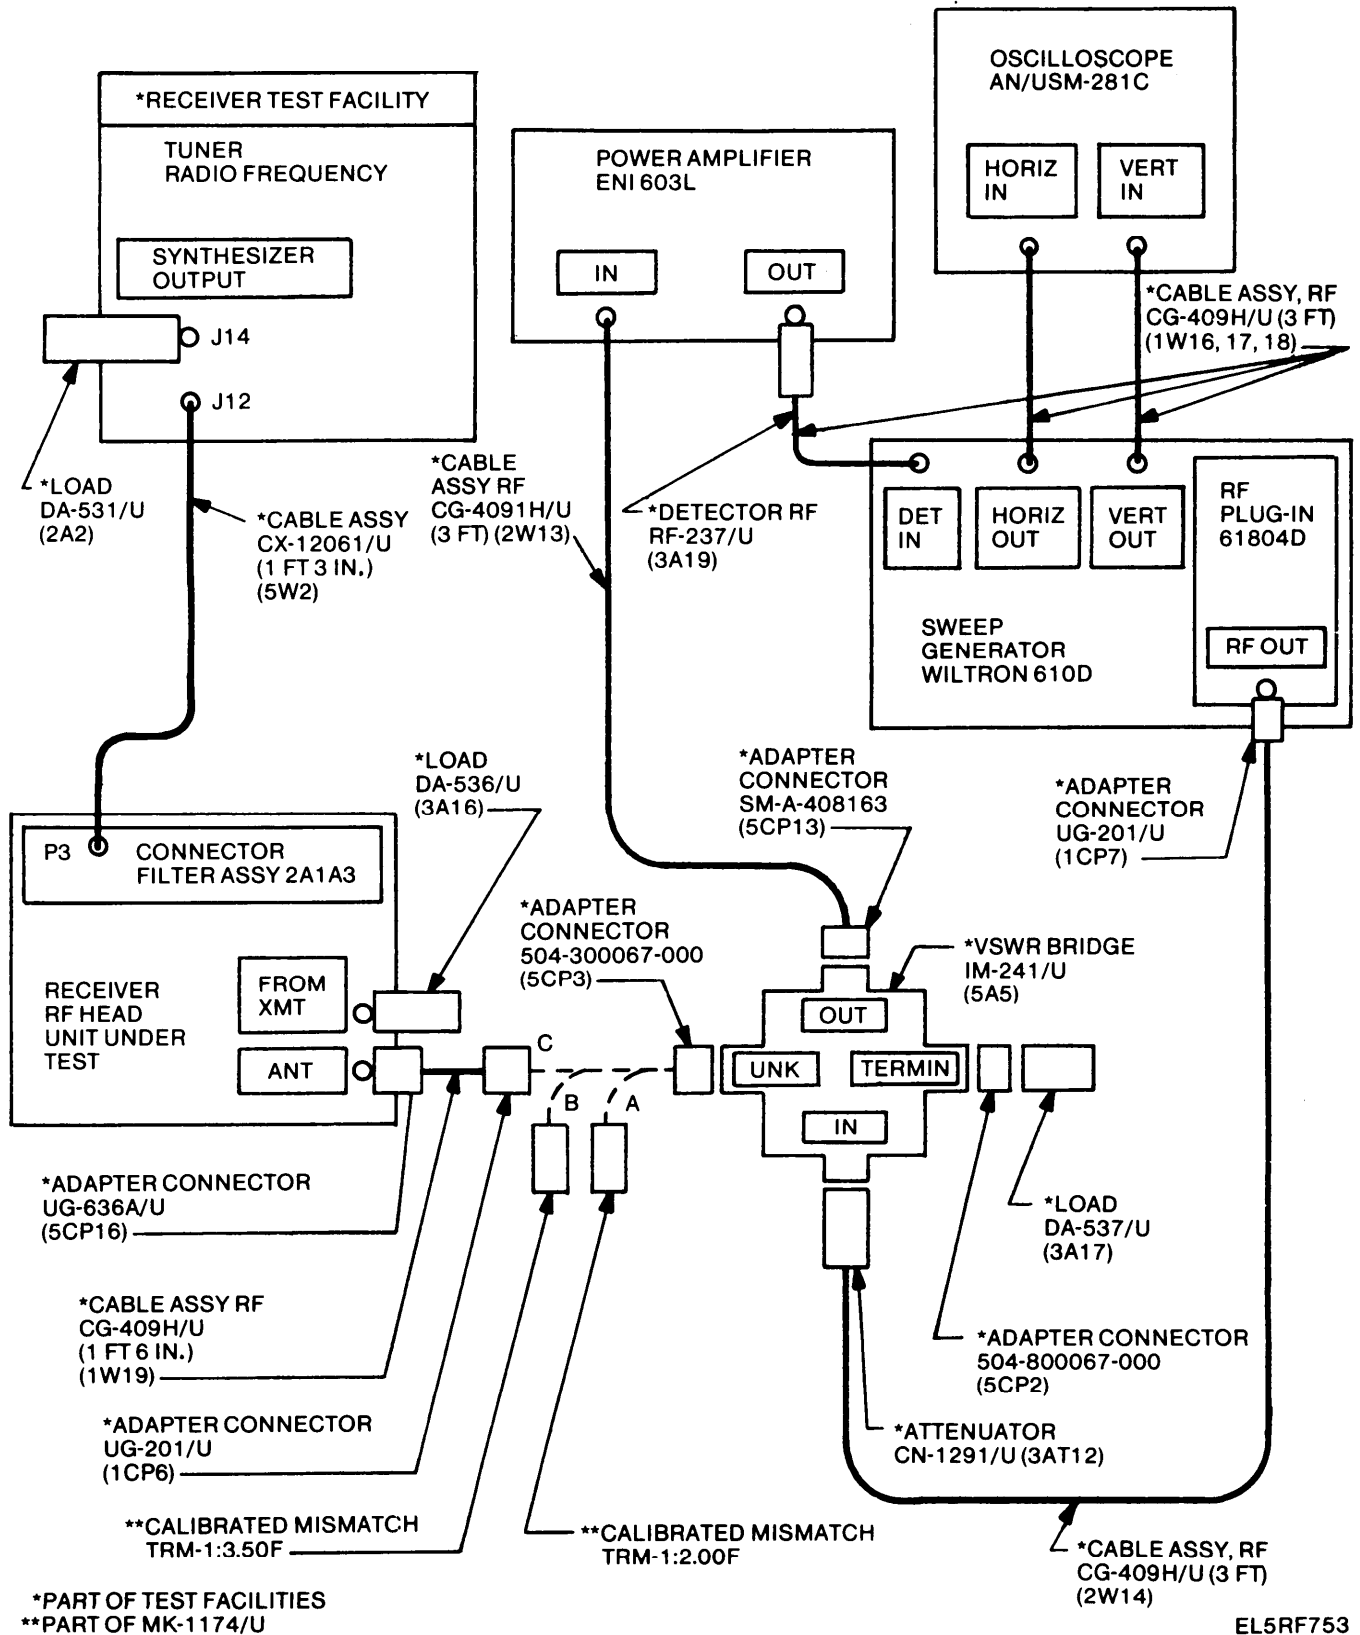 *RECEIVER TEST FACILITY
TUNER
RADIO FREQUENCY
SYNTHESIZER
OUTPUT
J14
J12
*LOAD
DA-531/U
(2A2)
*CABLE ASSY
CX-12061/U
(1 FT 3 IN.)
(5W2)
POWER AMPLIFIER
ENI 603L
IN
OUT
OSCILLOSCOPE
AN/USM-281C
HORIZ
IN
VERT
IN
*CABLE ASSY, RF
CG-409H/U (3 FT)
(1W16, 17, 18)
*CABLE
ASSY RF
CG-4091H/U
(3 FT) (2W13)
*DETECTOR RF
RF-237/U
(3A19)
DET
IN
HORIZ
OUT
VERT
OUT
RF
PLUG-IN
61804D
RF OUT
SWEEP
GENERATOR
WILTRON 610D
*LOAD
DA-536/U
(3A16)
*ADAPTER
CONNECTOR
SM-A-408163
(5CP13)
*ADAPTER
CONNECTOR
UG-201/U
(1CP7)
P3
CONNECTOR
FILTER ASSY 2A1A3
*ADAPTER
CONNECTOR
504-300067-000
(5CP3)
*VSWR BRIDGE
IM-241/U
(5A5)
RECEIVER
RF HEAD
UNIT UNDER
TEST
FROM
XMT
ANT
C
B
A
OUT
UNK
TERMIN
IN
*ADAPTER CONNECTOR
UG-636A/U
(5CP16)
*LOAD
DA-537/U
(3A17)
*CABLE ASSY RF
CG-409H/U
(1 FT 6 IN.)
(1W19)
*ADAPTER CONNECTOR
504-800067-000
(5CP2)
*ADAPTER CONNECTOR
UG-201/U
(1CP6)
*ATTENUATOR
CN-1291/U (3AT12)
**CALIBRATED MISMATCH
TRM-1:3.50F
**CALIBRATED MISMATCH
TRM-1:2.00F
*CABLE ASSY, RF
CG-409H/U (3 FT)
(2W14)
*PART OF TEST FACILITIES
**PART OF MK-1174/U
EL5RF753